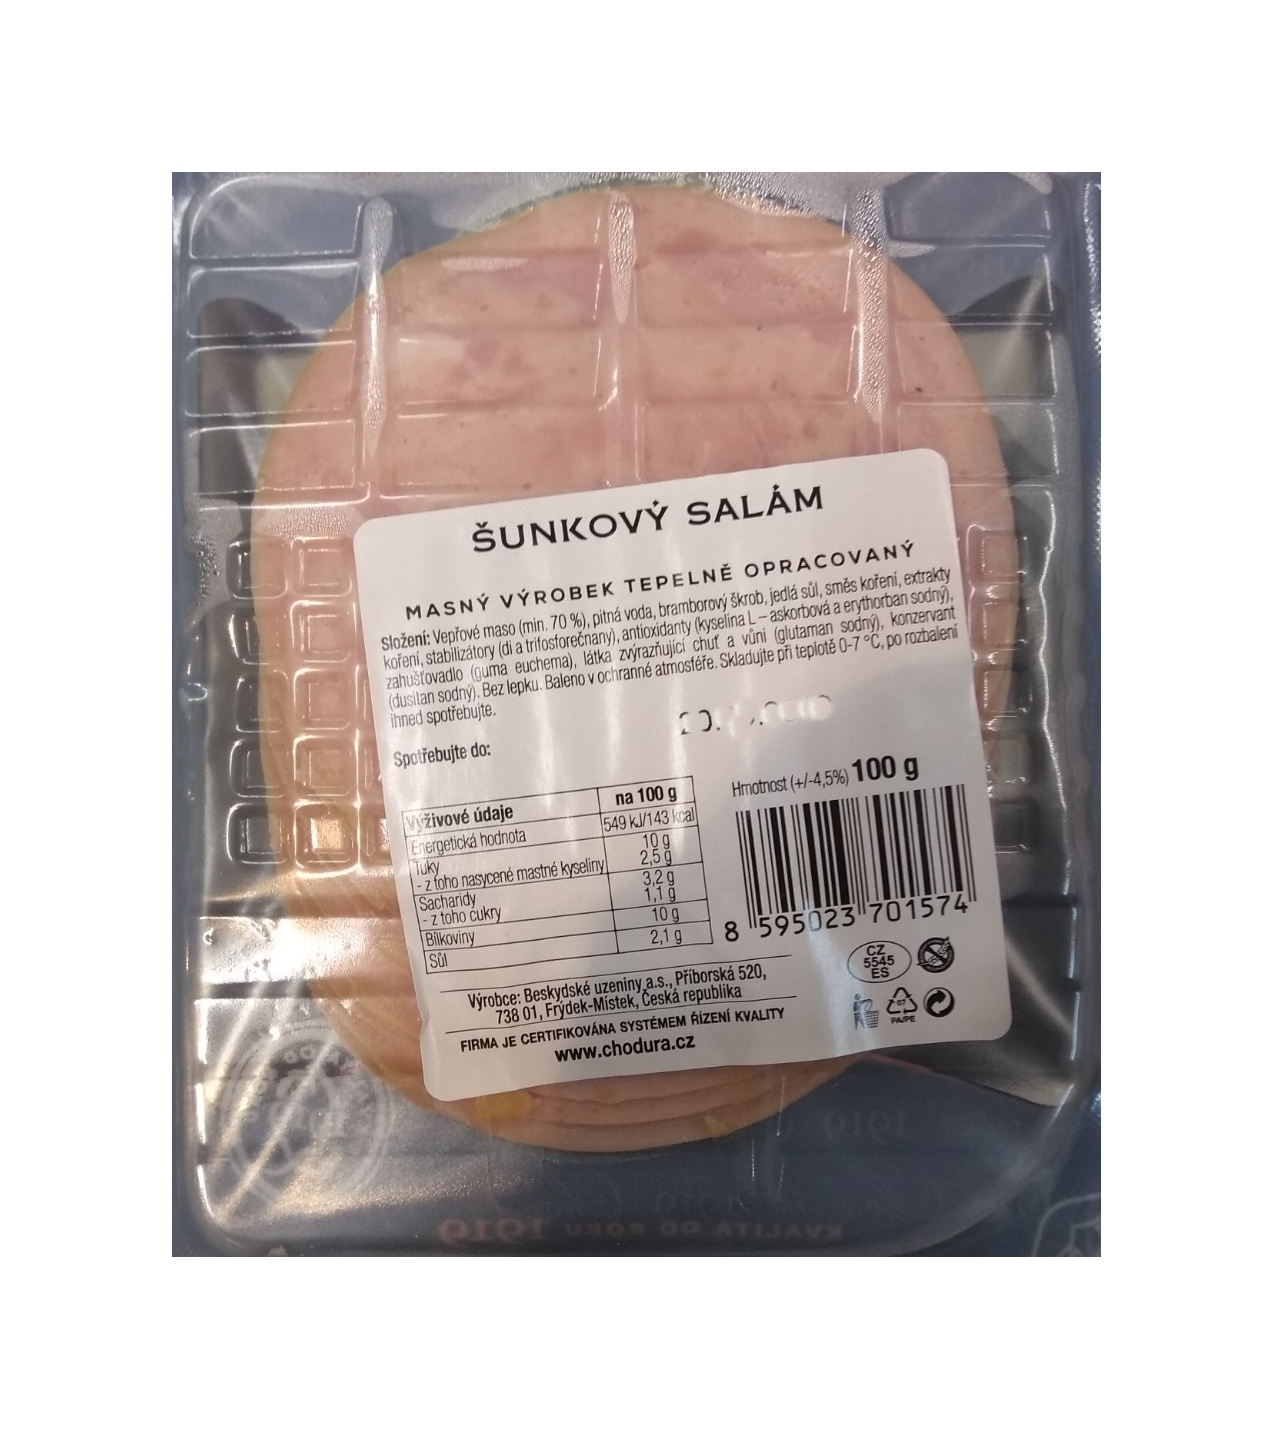 ŠUNKOVÝ SALÁM
MASNÝ VÝROBEK TEPELNĚ OPRACOVANÝ
Složení: Vepřové maso (min. 70 %), pitná voda, bramborový škrob, jedlá sůl, směs koření, extrakty
koření, stabilizátory (di a trifosforečnany), antioxidanty (kyselina L – askorbová a erythorban sodný),
zahušťovadlo (guma euchema), látka zvýrazňující chuť a vůni (glutaman sodný), konzervant
(dusitan sodný). Bez lepku. Baleno v ochranné atmosféře. Skladujte při teplotě 0-7 °C, po rozbalení
ihned spotřebujte.
Spotřebujte do:
Hmotnost (+/-4,5%) 100 g
Výživové údaje na 100 g
Energetická hodnota 549 kJ/143 kcal
Tuky 10 g
- z toho nasycené mastné kyseliny 2,5 g
Sacharidy 3,2 g
- z toho cukry 1,1 g
Bílkoviny 10 g
Sůl 2,1 g
8 595023 701574
CZ
5545
ES
07
PA/PE
Výrobce: Beskydské uzeniny,a.s., Příborská 520,
738 01, Frýdek-Místek, Česká republika
FIRMA JE CERTIFIKOVÁNA SYSTÉMEM ŘÍZENÍ KVALITY
www.chodura.cz
1919
KVALITA OD ROKU 1919